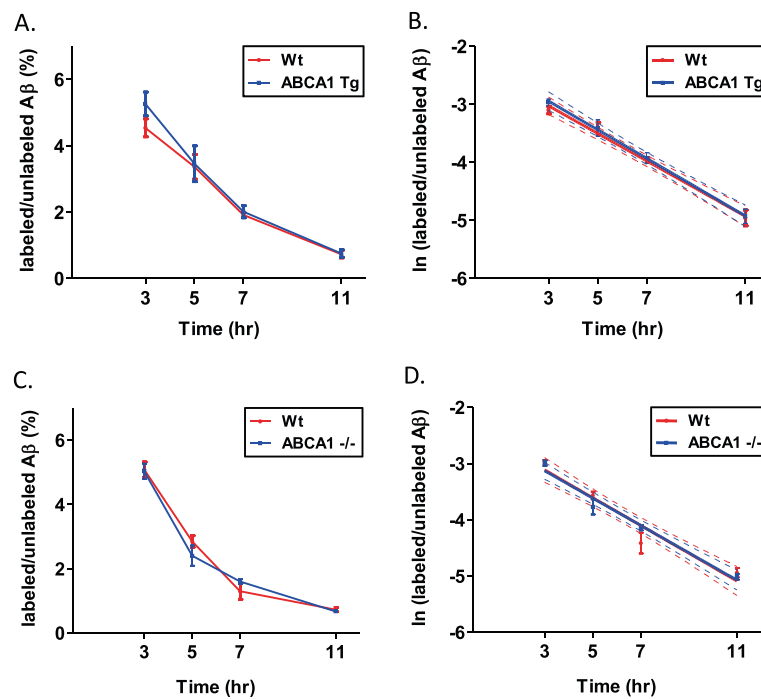 A.
labeled/unlabeled Aβ (%)
6
4
2
0
3 5 7 11
Time (hr)
Wt
ABCA1 Tg
B.
ln (labeled/unlabeled Aβ)
-2
-3
-4
-5
-6
3 5 7 11
Time (hr)
Wt
ABCA1 Tg
C.
labeled/unlabeled Aβ (%)
6
4
2
0
3 5 7 11
Time (hr)
Wt
ABCA1 -/-
D.
ln (labeled/unlabeled Aβ)
-2
-3
-4
-5
-6
3 5 7 11
Time (hr)
Wt
ABCA1 -/-